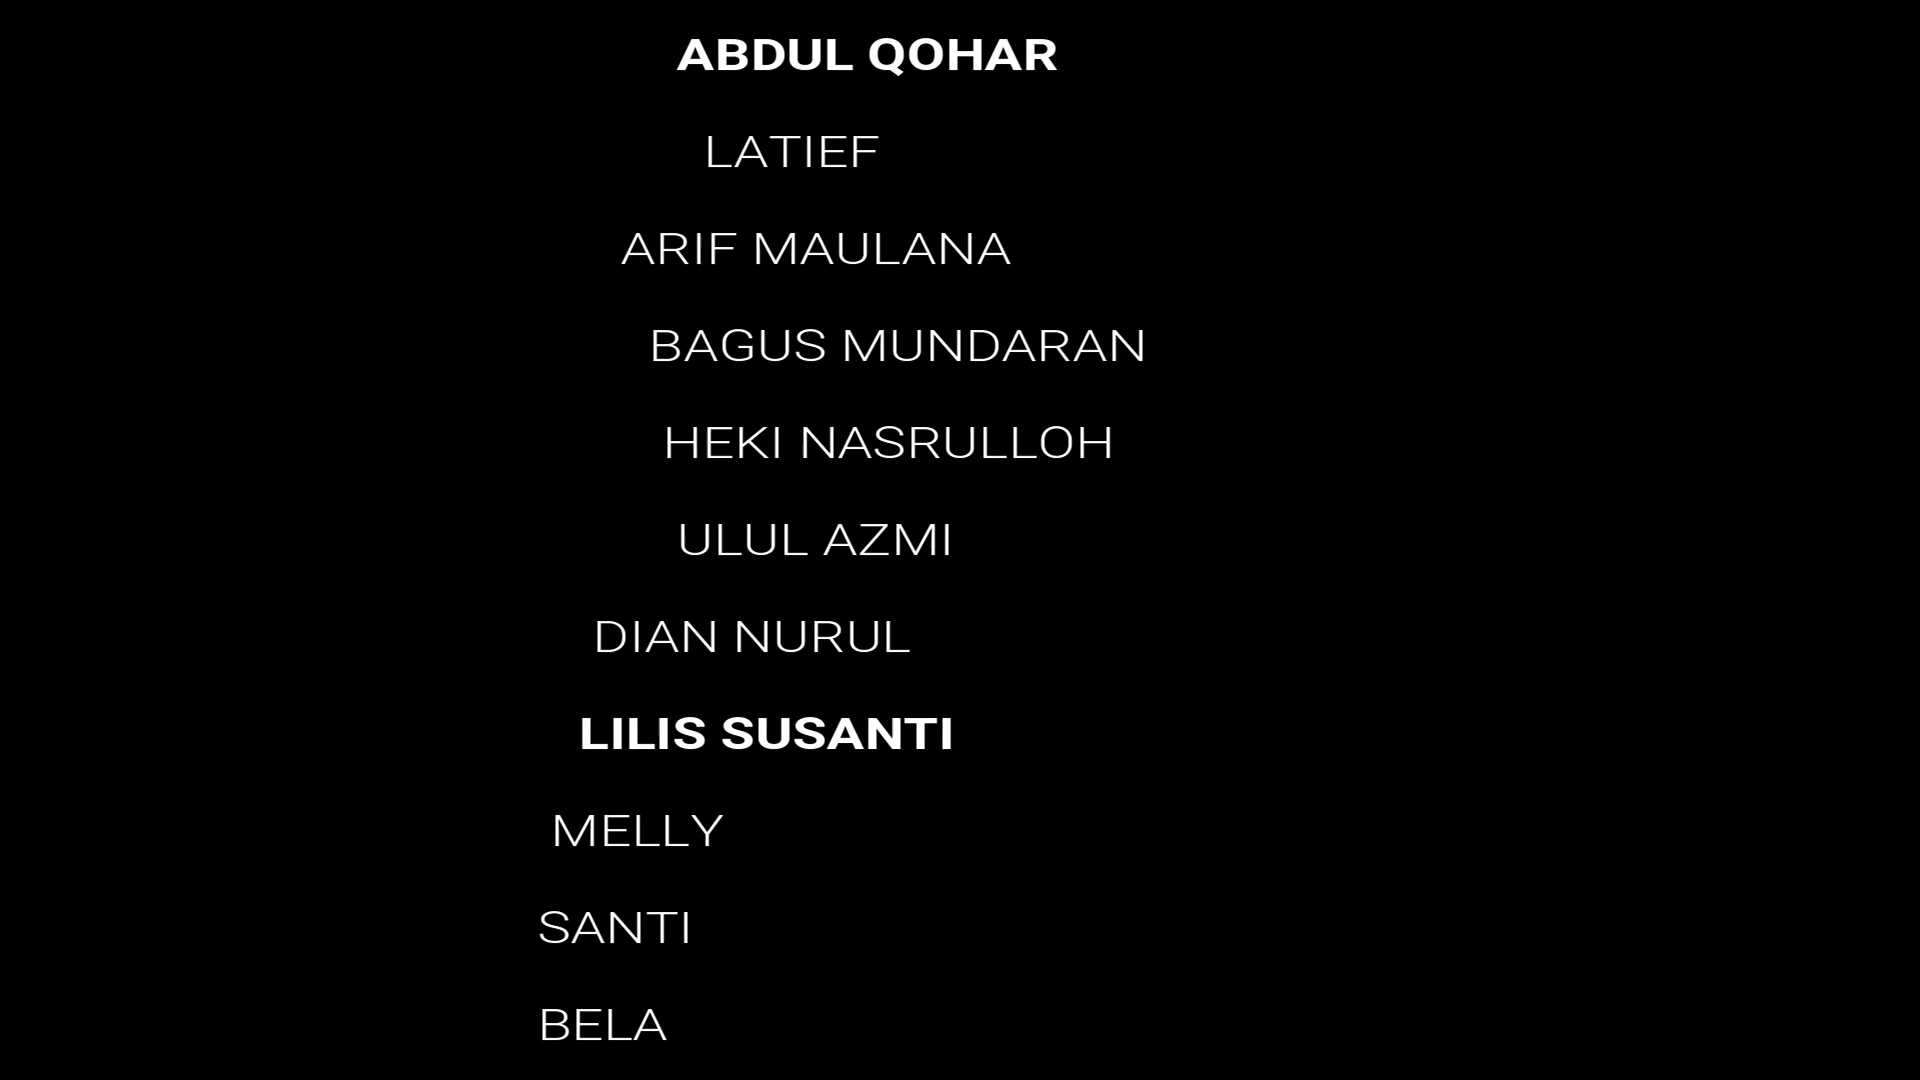 ABDUL QOHAR
LATIEF
ARIF MAULANA
BAGUS MUNDARAN
HEKI NASRULLOH
ULUL AZMI
DIAN NURUL
LILIS SUSANTI
MELLY
SANTI
BELA